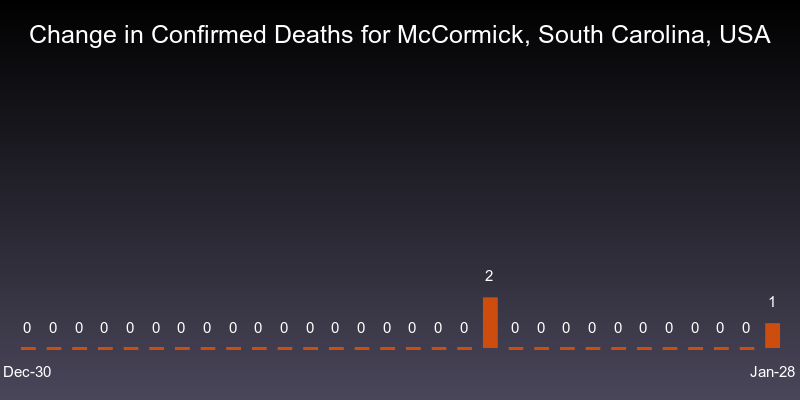 Change in Confirmed Deaths for McCormick, South Carolina, USA
2
1
0 0 0 0 0 0 0 0 0 0 0 0 0 0 0 0 0 0 0 0 0 0 0 0 0 0 0 0
Dec-30 Jan-28